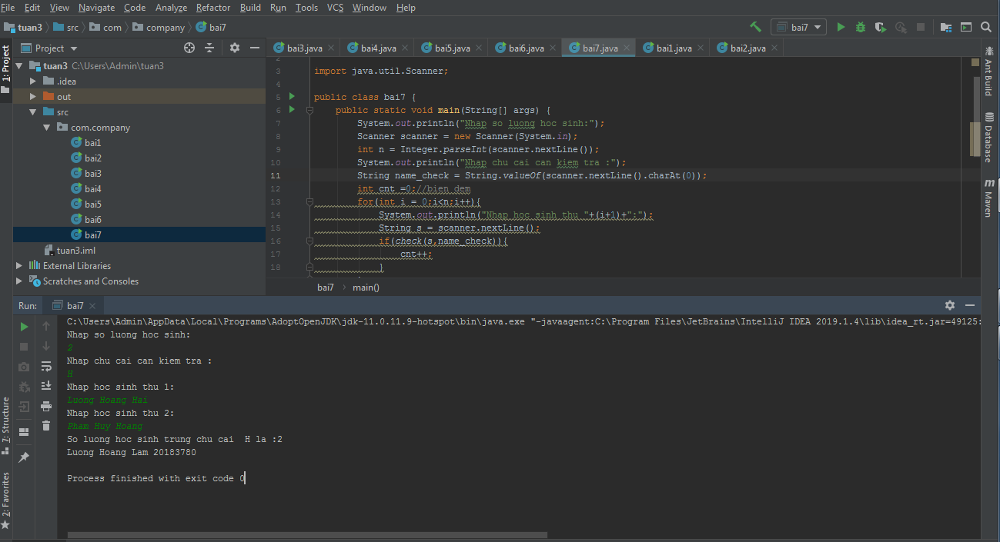 File Edit View Navigate Code Analyze Refactor Build Run Tools VCS Window Help
tuan3 src com company bai7 bai7
1: Project
Project
bai3.java bai4.java bai5.java bai6.java bai7.java bai1.java bai2.java
tuan3 C:\Users\Admin\tuan3
.idea
out
src
com.company
bai1
bai2
bai3
bai4
bai5
bai6
bai7
tuan3.iml
External Libraries
Scratches and Consoles
2
3 import java.util.Scanner;
4
5 public class bai7 {
6 public static void main(String[] args) {
7 System.out.println("Nhap so luong hoc sinh:");
8 Scanner scanner = new Scanner(System.in);
9 int n = Integer.parseInt(scanner.nextLine());
10 System.out.println("Nhap chu cai can kiem tra :");
11 String name_check = String.valueOf(scanner.nextLine().charAt(0));
12 int cnt =0;//bien dem
13 for(int i = 0;i<n;i++){
14 System.out.println("Nhap hoc sinh thu "+(i+1)+":");
15 String s = scanner.nextLine();
16 if(check(s,name_check)){
17 cnt++;
18 }
bai7 main()
Ant Build
Database
m Maven
Run: bai7
C:\Users\Admin\AppData\Local\Programs\AdoptOpenJDK\jdk-11.0.11.9-hotspot\bin\java.exe "-javaagent:C:\Program Files\JetBrains\IntelliJ IDEA 2019.1.4\lib\idea_rt.jar=49125:
Nhap so luong hoc sinh:
2
Nhap chu cai can kiem tra :
H
Nhap hoc sinh thu 1:
Luong Hoang Hai
Nhap hoc sinh thu 2:
Pham Huy Hoang
So luong hoc sinh trung chu cai  H la :2
Luong Hoang Lam 20183780
Process finished with exit code 0
7: Structure
2: Favorites